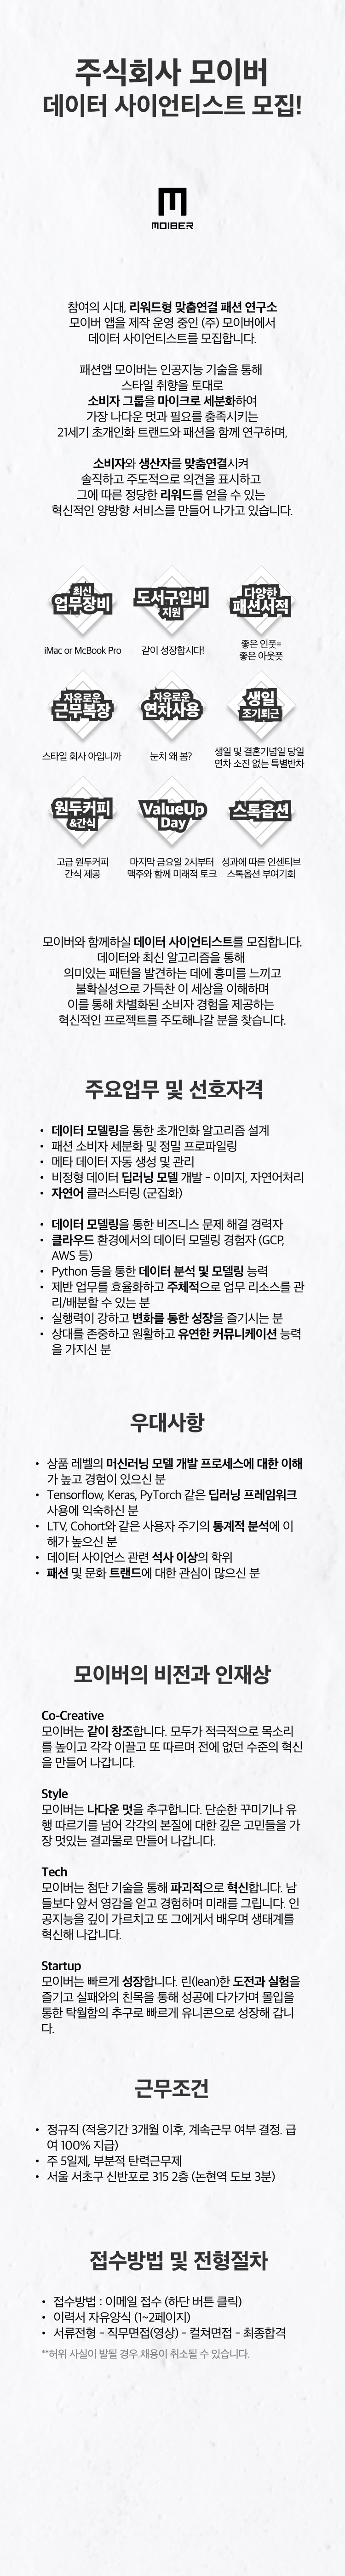 주식회사 모이버
데이터 사이언티스트 모집!
MOIBER
참여의 시대, 리워드형 맞춤연결 패션 연구소
모이버 앱을 제작 운영 중인 (주) 모이버에서
데이터 사이언티스트를 모집합니다.
패션앱 모이버는 인공지능 기술을 통해
스타일 취향을 토대로
소비자 그룹을 마이크로 세분화하여
가장 나다운 멋과 필요를 충족시키는
21세기 초개인화 트랜드와 패션을 함께 연구하며,
소비자와 생산자를 맞춤연결시켜
솔직하고 주도적으로 의견을 표시하고
그에 따른 정당한 리워드를 얻을 수 있는
혁신적인 양방향 서비스를 만들어 나가고 있습니다.
최신
업무장비
iMac or McBook Pro
도서구입비
지원
같이 성장합시다!
다양한
패션서적
좋은 인풋=
좋은 아웃풋
자유로운
근무복장
스타일 회사 아입니까
자유로운
연차사용
눈치 왜 봄?
생일
조기퇴근
생일 및 결혼기념일 당일
연차 소진 없는 특별반차
원두커피
&간식
고급 원두커피
간식 제공
ValueUp
Day
마지막 금요일 2시부터
맥주와 함께 미래적 토크
스톡옵션
성과에 따른 인센티브
스톡옵션 부여기회
모이버와 함께하실 데이터 사이언티스트를 모집합니다.
데이터와 최신 알고리즘을 통해
의미있는 패턴을 발견하는 데에 흥미를 느끼고
불확실성으로 가득찬 이 세상을 이해하며
이를 통해 차별화된 소비자 경험을 제공하는
혁신적인 프로젝트를 주도해나갈 분을 찾습니다.
주요업무 및 선호자격
• 데이터 모델링을 통한 초개인화 알고리즘 설계
• 패션 소비자 세분화 및 정밀 프로파일링
• 메타 데이터 자동 생성 및 관리
• 비정형 데이터 딥러닝 모델 개발 - 이미지, 자연어처리
• 자연어 클러스터링 (군집화)
• 데이터 모델링을 통한 비즈니스 문제 해결 경력자
• 클라우드 환경에서의 데이터 모델링 경험자 (GCP,
AWS 등)
• Python 등을 통한 데이터 분석 및 모델링 능력
• 제반 업무를 효율화하고 주체적으로 업무 리소스를 관
리/배분할 수 있는 분
• 실행력이 강하고 변화를 통한 성장을 즐기시는 분
• 상대를 존중하고 원활하고 유연한 커뮤니케이션 능력
을 가지신 분
우대사항
• 상품 레벨의 머신러닝 모델 개발 프로세스에 대한 이해
가 높고 경험이 있으신 분
• Tensorflow, Keras, PyTorch 같은 딥러닝 프레임워크
사용에 익숙하신 분
• LTV, Cohort와 같은 사용자 주기의 통계적 분석에 이
해가 높으신 분
• 데이터 사이언스 관련 석사 이상의 학위
• 패션 및 문화 트랜드에 대한 관심이 많으신 분
모이버의 비전과 인재상
Co-Creative
모이버는 같이 창조합니다. 모두가 적극적으로 목소리
를 높이고 각각 이끌고 또 따르며 전에 없던 수준의 혁신
을 만들어 나갑니다.
Style
모이버는 나다운 멋을 추구합니다. 단순한 꾸미기나 유
행 따르기를 넘어 각각의 본질에 대한 깊은 고민들을 가
장 멋있는 결과물로 만들어 나갑니다.
Tech
모이버는 첨단 기술을 통해 파괴적으로 혁신합니다. 남
들보다 앞서 영감을 얻고 경험하며 미래를 그립니다. 인
공지능을 깊이 가르치고 또 그에게서 배우며 생태계를
혁신해 나갑니다.
Startup
모이버는 빠르게 성장합니다. 린(lean)한 도전과 실험을
즐기고 실패와의 친목을 통해 성공에 다가가며 몰입을
통한 탁월함의 추구로 빠르게 유니콘으로 성장해 갑니
다.
근무조건
• 정규직 (적응기간 3개월 이후, 계속근무 여부 결정. 급
여 100% 지급)
• 주 5일제, 부분적 탄력근무제
• 서울 서초구 신반포로 315 2층 (논현역 도보 3분)
접수방법 및 전형절차
• 접수방법 : 이메일 접수 (하단 버튼 클릭)
• 이력서 자유양식 (1~2페이지)
• 서류전형 - 직무면접(영상) - 컬쳐면접 - 최종합격
**허위 사실이 발될 경우 채용이 취소될 수 있습니다.